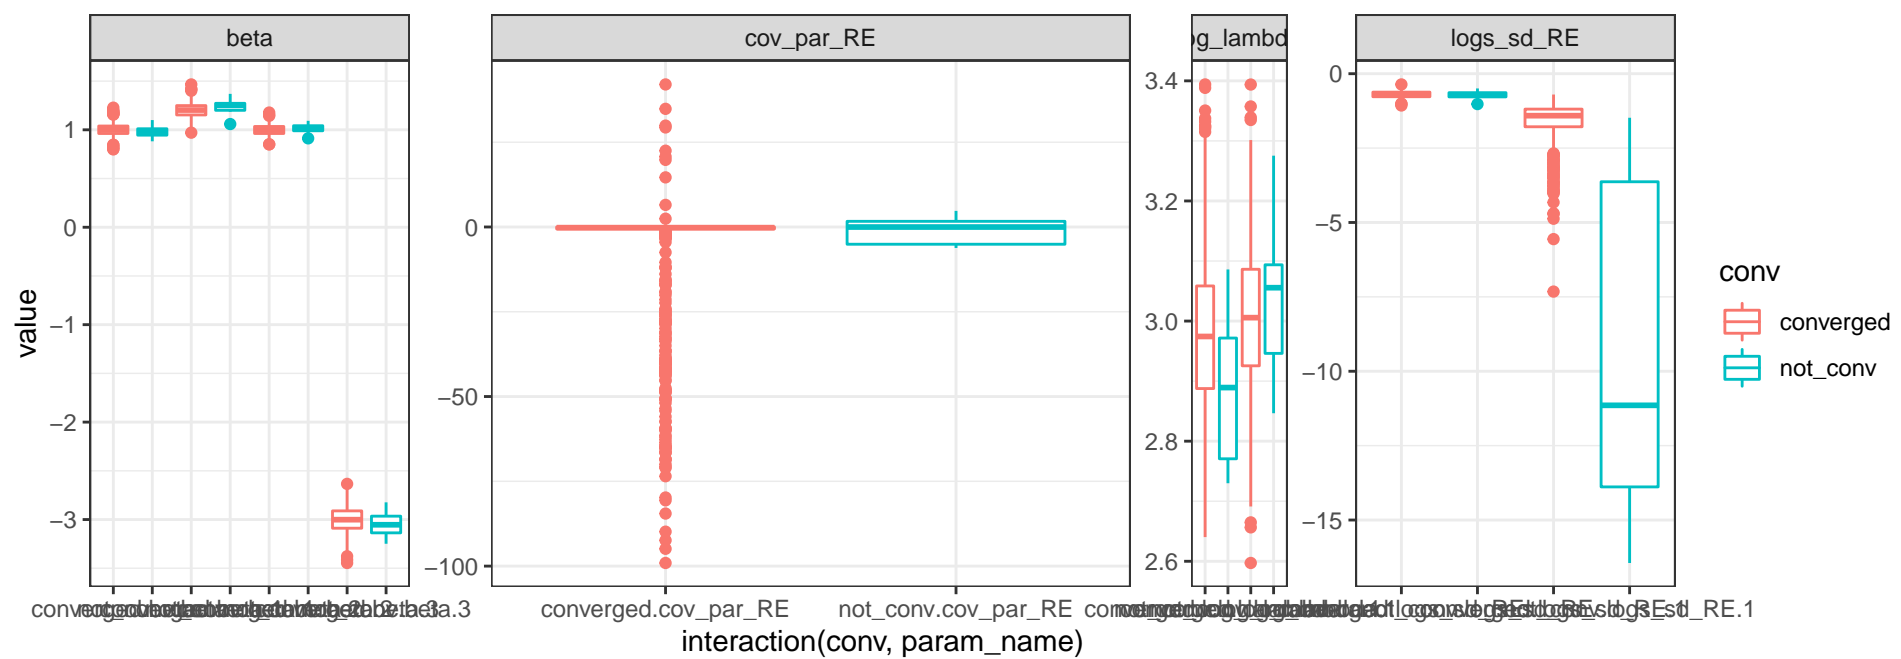 beta
cov_par_RE
logs_sd_RE
value
1
0
−1
−2
−3
0
−50
−100
3.4
3.2
3.0
2.8
2.6
0
−5
−10
−15
converged.cov_par_RE
not_conv.cov_par_RE
interaction(conv, param_name)
conv
converged
not_conv